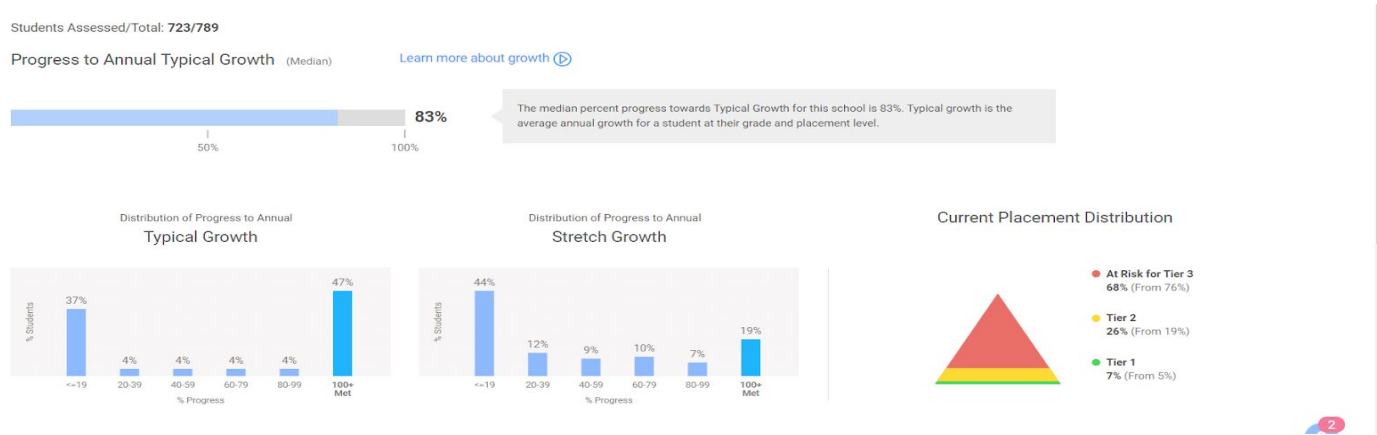 Students Assessed/Total: 723/789
Progress to Annual Typical Growth (Median)
Learn more about growth
83%
50%
100%
The median percent progress towards Typical Growth for this school is 83%. Typical growth is the
average annual growth for a student at their grade and placement level.
Distribution of Progress to Annual
Typical Growth
% Students
37%
4%
4%
4%
4%
47%
<=19
20-39
40-59
60-79
80-99
100+
Met
% Progress
Distribution of Progress to Annual
Stretch Growth
% Students
44%
12%
9%
10%
7%
19%
<=19
20-39
40-59
60-79
80-99
100+
Met
% Progress
Current Placement Distribution
At Risk for Tier 3
68% (From 76%)
Tier 2
26% (From 19%)
Tier 1
7% (From 5%)
2